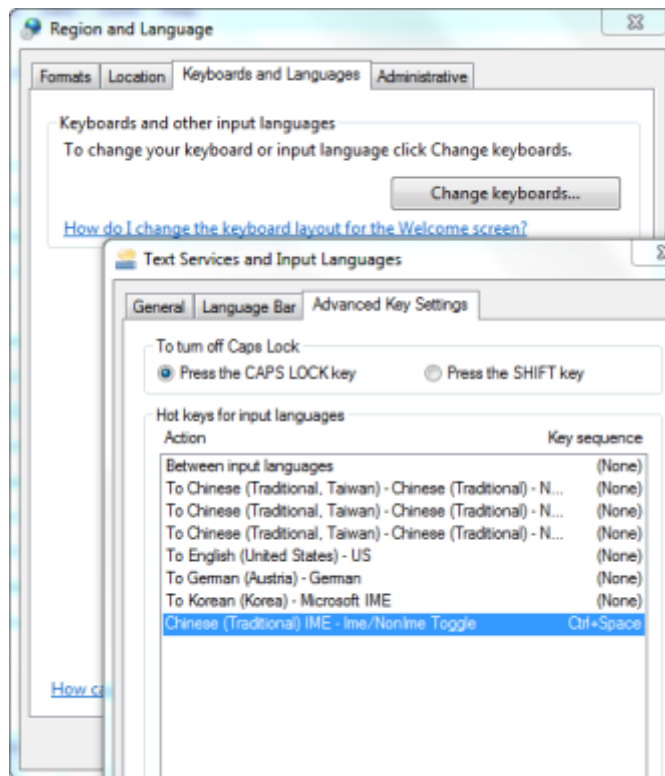 Region and Language
Formats Location Keyboards and Languages Administrative
Keyboards and other input languages
To change your keyboard or input language click Change keyboards.
Change keyboards...
How do I change the keyboard layout for the Welcome screen?
Text Services and Input Languages
General Language Bar Advanced Key Settings
To turn off Caps Lock
Press the CAPS LOCK key Press the SHIFT key
Hot keys for input languages
Action Key sequence
Between input languages (None)
To Chinese (Traditional, Taiwan) - Chinese (Traditional) - N... (None)
To Chinese (Traditional, Taiwan) - Chinese (Traditional) - N... (None)
To Chinese (Traditional, Taiwan) - Chinese (Traditional) - N... (None)
To English (United States) - US (None)
To German (Austria) - German (None)
To Korean (Korea) - Microsoft IME (None)
Chinese (Traditional) IME - Ime/NonIme Toggle Ctrl+Space
How